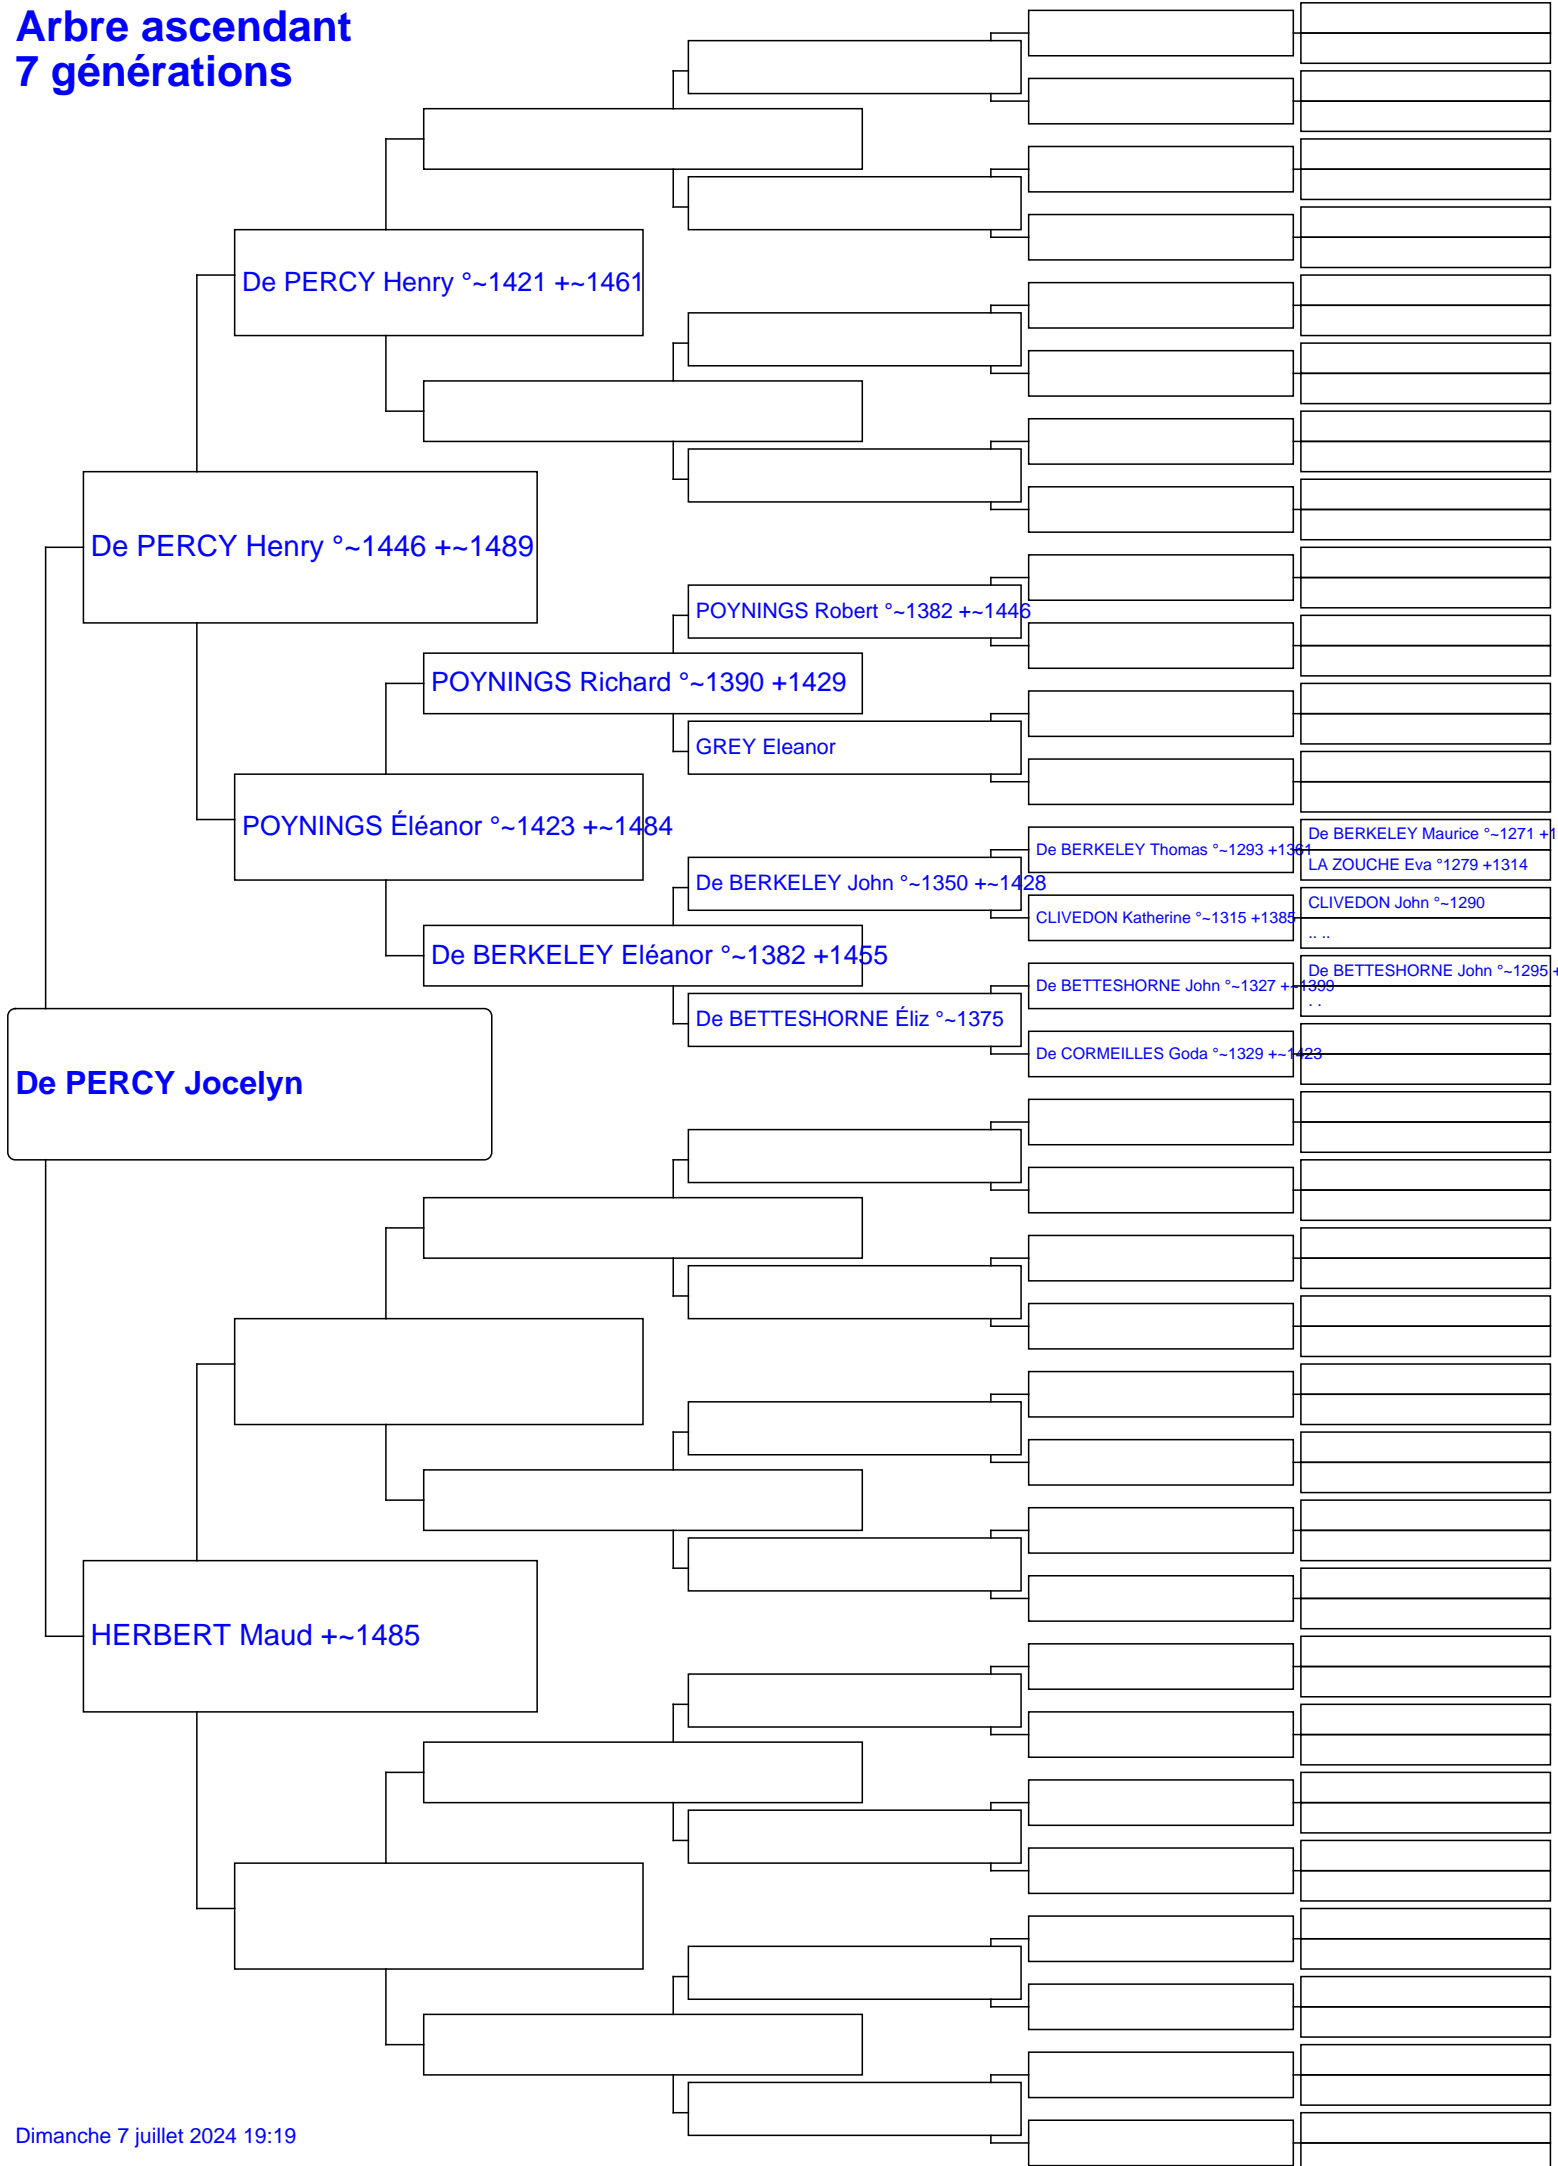 Arbre ascendant
7 générations
De PERCY Henry °~1421 +~1461
De PERCY Henry °~1446 +~1489
POYNINGS Robert °~1382 +~1446
POYNINGS Richard °~1390 +1429
GREY Eleanor
POYNINGS Éléanor °~1423 +~1484
De BERKELEY Maurice °~1271 +1
De BERKELEY Thomas °~1293 +1361
LA ZOUCHE Eva °1279 +1314
De BERKELEY John °~1350 +~1428
CLIVEDON John °~1290
CLIVEDON Katherine °~1315 +1385
.. ..
De BERKELEY Eléanor °~1382 +1455
De BETTESHORNE John °~1295 +
De BETTESHORNE John °~1327 +~1399
. .
De BETTESHORNE Éliz °~1375
De CORMEILLES Goda °~1329 +~1423
De PERCY Jocelyn
HERBERT Maud +~1485
Dimanche 7 juillet 2024 19:19